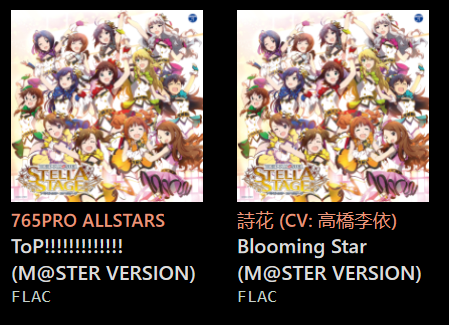 STELLA
STAGE
765PRO ALLSTARS
ToP!!!!!!!!!!!!!
(M@STER VERSION)
FLAC
STELLA
STAGE
詩花 (CV: 高橋李依)
Blooming Star
(M@STER VERSION)
FLAC